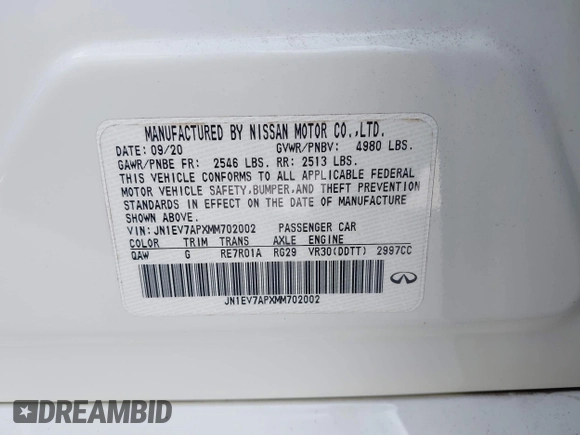 MANUFACTURED BY NISSAN MOTOR CO.,LTD.
DATE: 09/20 GVWR/PNBV: 4980 LBS.
GAWR/PNBE FR: 2546 LBS. RR: 2513 LBS.
THIS VEHICLE CONFORMS TO ALL APPLICABLE FEDERAL
MOTOR VEHICLE SAFETY,BUMPER,AND THEFT PREVENTION
STANDARDS IN EFFECT ON THE DATE OF MANUFACTURE
SHOWN ABOVE.
VIN: JN1EV7APXMM702002 PASSENGER CAR
COLOR TRIM TRANS AXLE ENGINE
QAW G RE7R01A RG29 VR30(DDTT) 2997CC
JN1EV7APXMM702002
DREAMBID